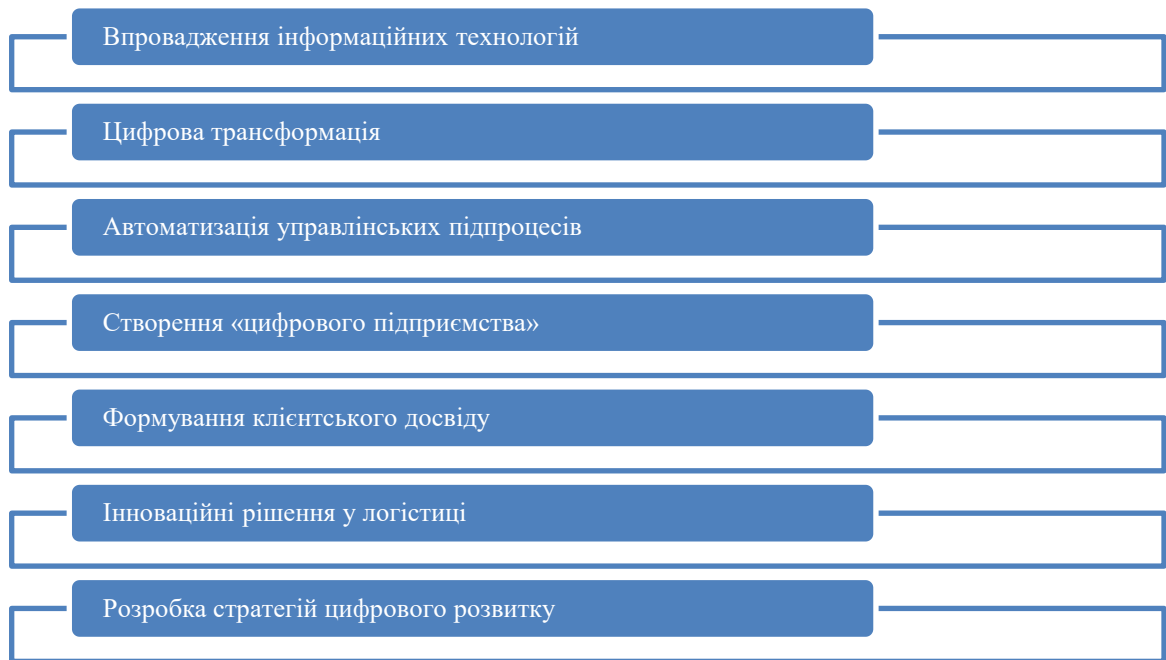 Впровадження інформаційних технологій
Цифрова трансформація
Автоматизація управлінських підпроцесів
Створення «цифрового підприємства»
Формування клієнтського досвіду
Інноваційні рішення у логістиці
Розробка стратегій цифрового розвитку